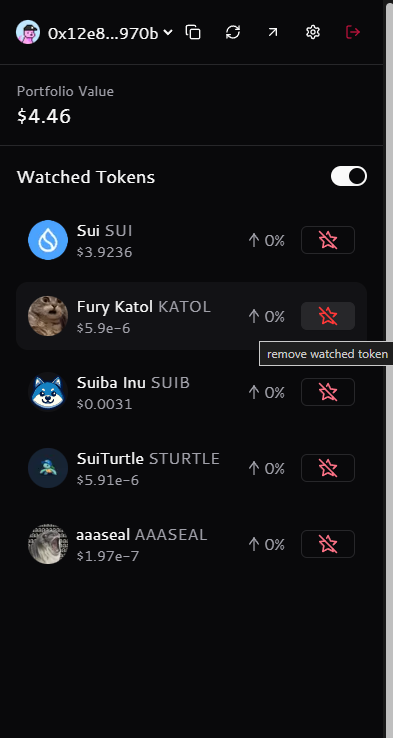 0x12e8...970b
Portfolio Value
$4.46
Watched Tokens
Sui SUI
$3.9236
↑ 0%
Fury Katol KATOL
$5.9e-6
↑ 0%
remove watched token
Suiba Inu SUIB
$0.0031
↑ 0%
SuiTurtle STURTLE
$5.91e-6
↑ 0%
aaaseal AAASEAL
$1.97e-7
↑ 0%